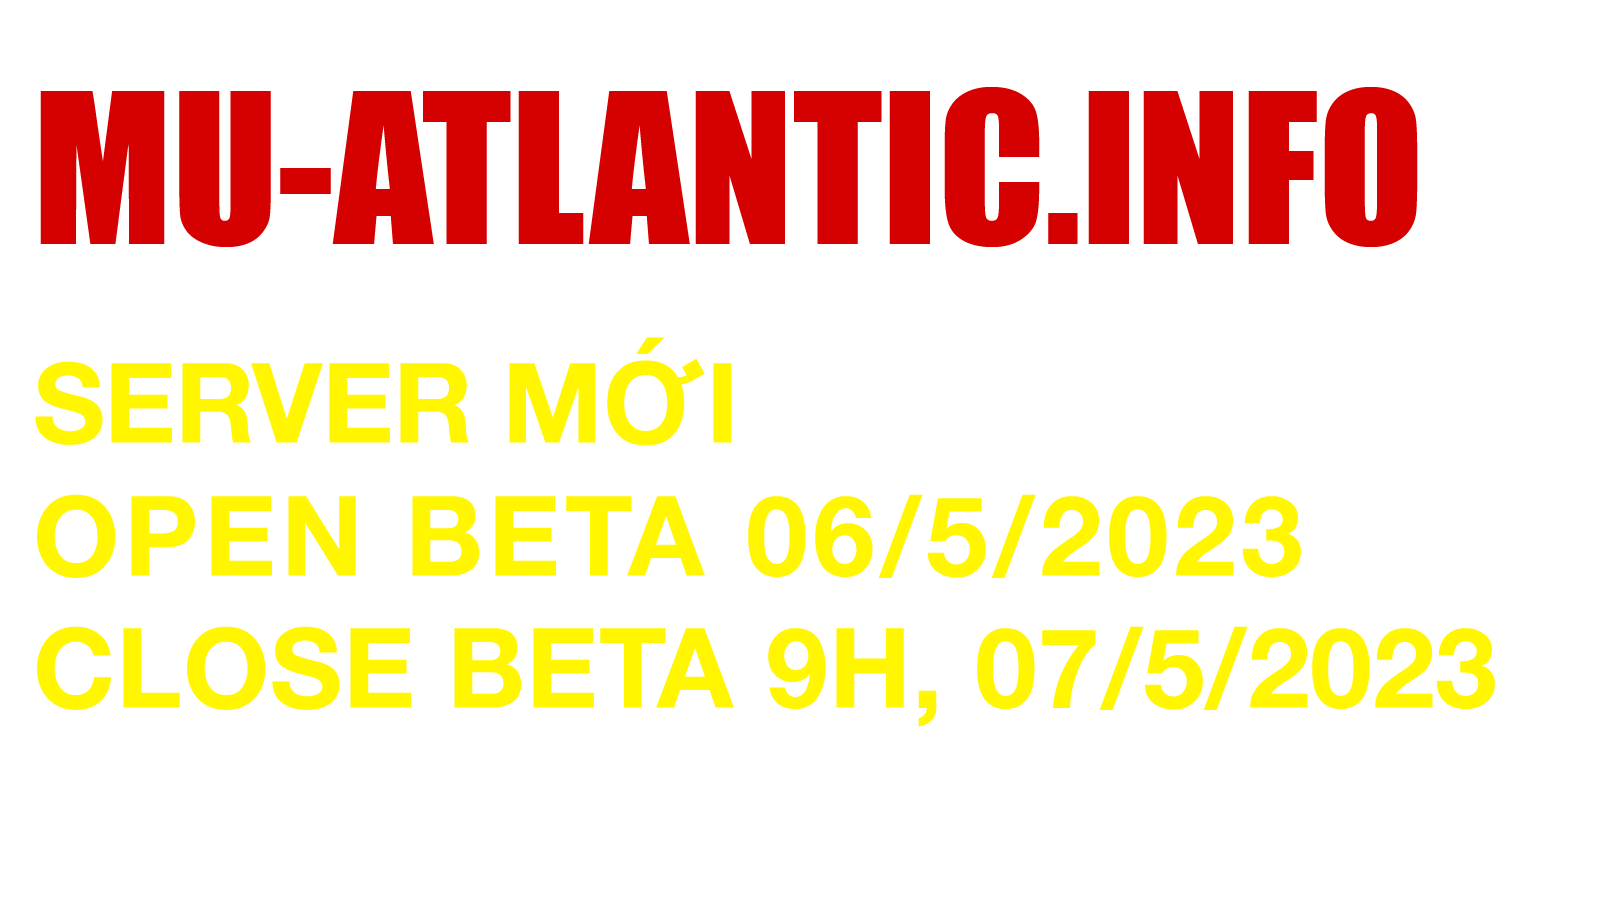 MU-ATLANTIC.INFO
SERVER MỚI
OPEN BETA 06/5/2023
CLOSE BETA 9H, 07/5/2023